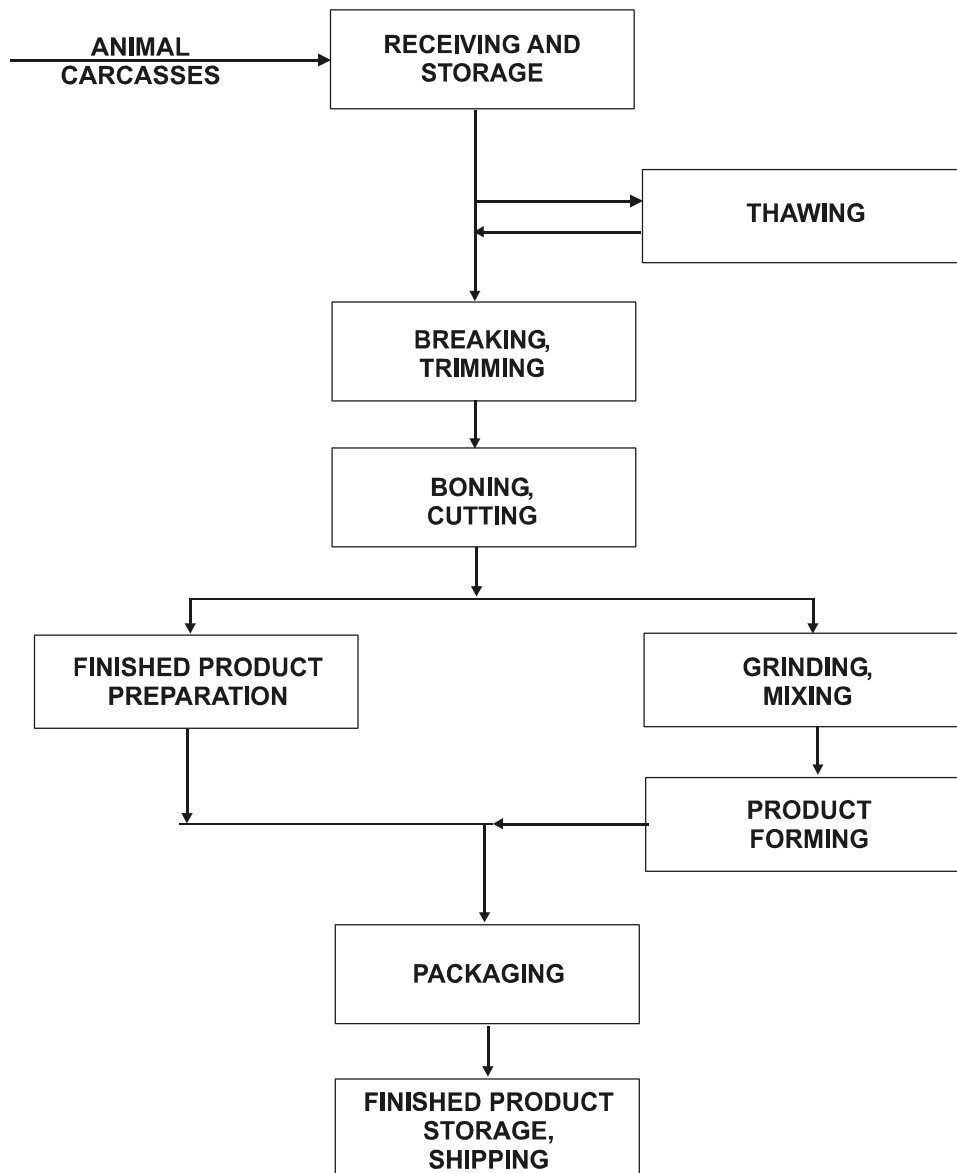 ANIMAL
CARCASSES
RECEIVING AND
STORAGE
THAWING
BREAKING,
TRIMMING
BONING,
CUTTING
FINISHED PRODUCT
PREPARATION
GRINDING,
MIXING
PRODUCT
FORMING
PACKAGING
FINISHED PRODUCT
STORAGE,
SHIPPING